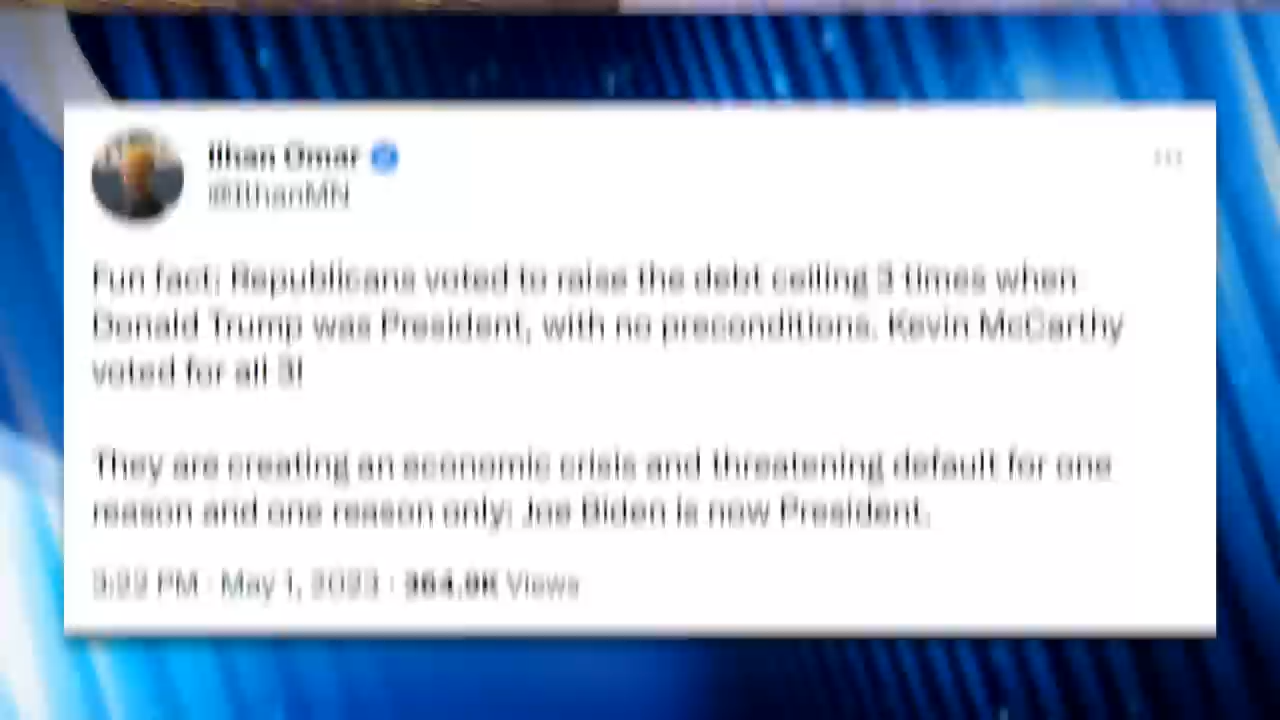 Ilhan Omar
@IlhanMN
Fun fact: Republicans voted to raise the debt ceiling 3 times when
Donald Trump was President, with no preconditions. Kevin McCarthy
voted for all 3!
They are creating an economic crisis and threatening default for one
reason and one reason only: Joe Biden is now President.
PM · May 1, 2023 · Views